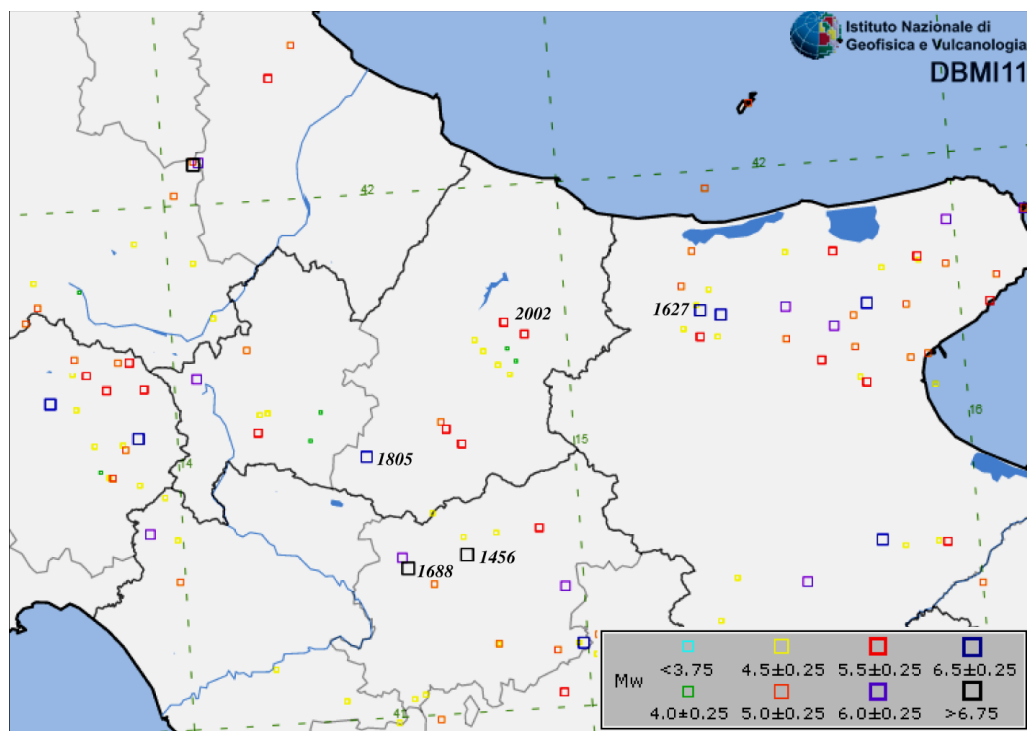 Istituto Nazionale di
Geofisica e Vulcanologia
DBMI11
42
42
2002
1627
15
16
1805
14
1456
1688
41
Mw
<3.75 4.5±0.25 5.5±0.25 6.5±0.25
4.0±0.25 5.0±0.25 6.0±0.25 >6.75